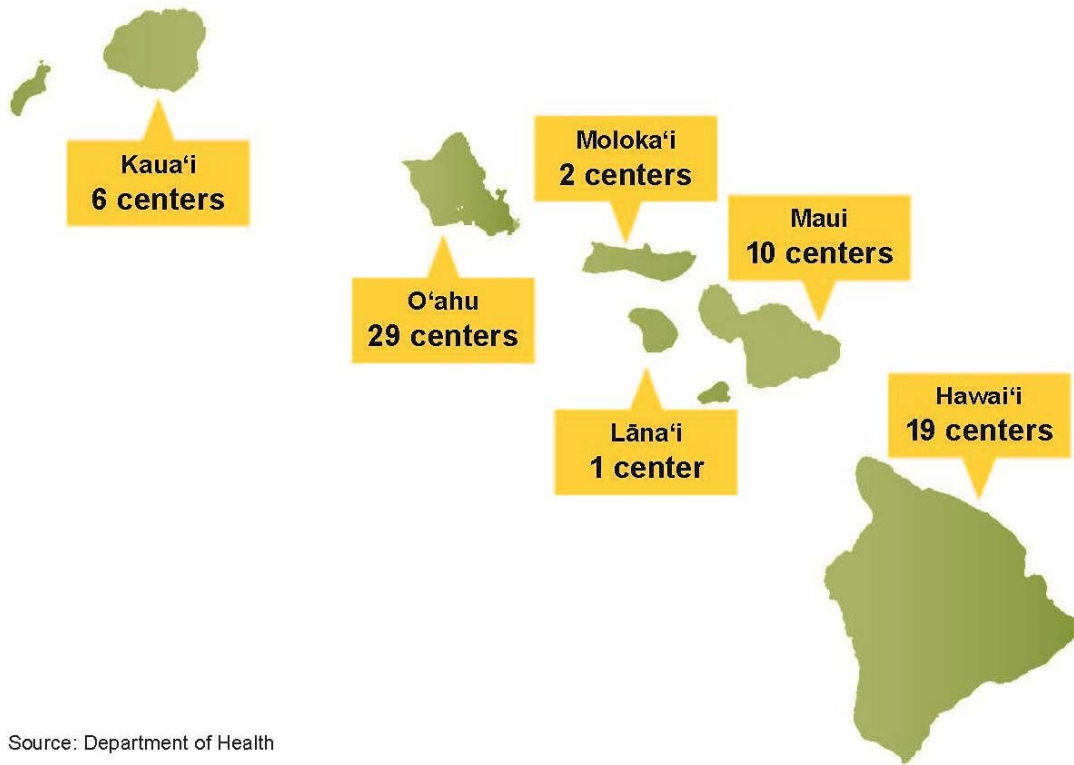 Kauaʻi
6 centers
Oʻahu
29 centers
Molokaʻi
2 centers
Maui
10 centers
Lānaʻi
1 center
Hawaiʻi
19 centers
Source: Department of Health